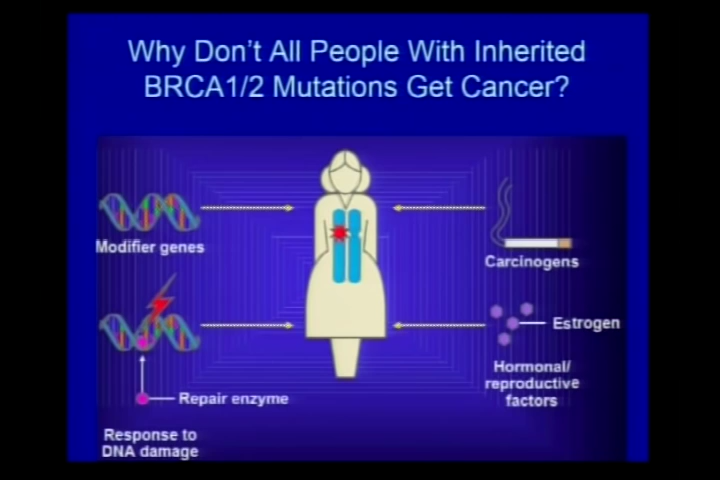 Why Don't All People With Inherited
BRCA1/2 Mutations Get Cancer?
Modifier genes
Carcinogens
Estrogen
Hormonal/
reproductive
factors
Repair enzyme
Response to
DNA damage